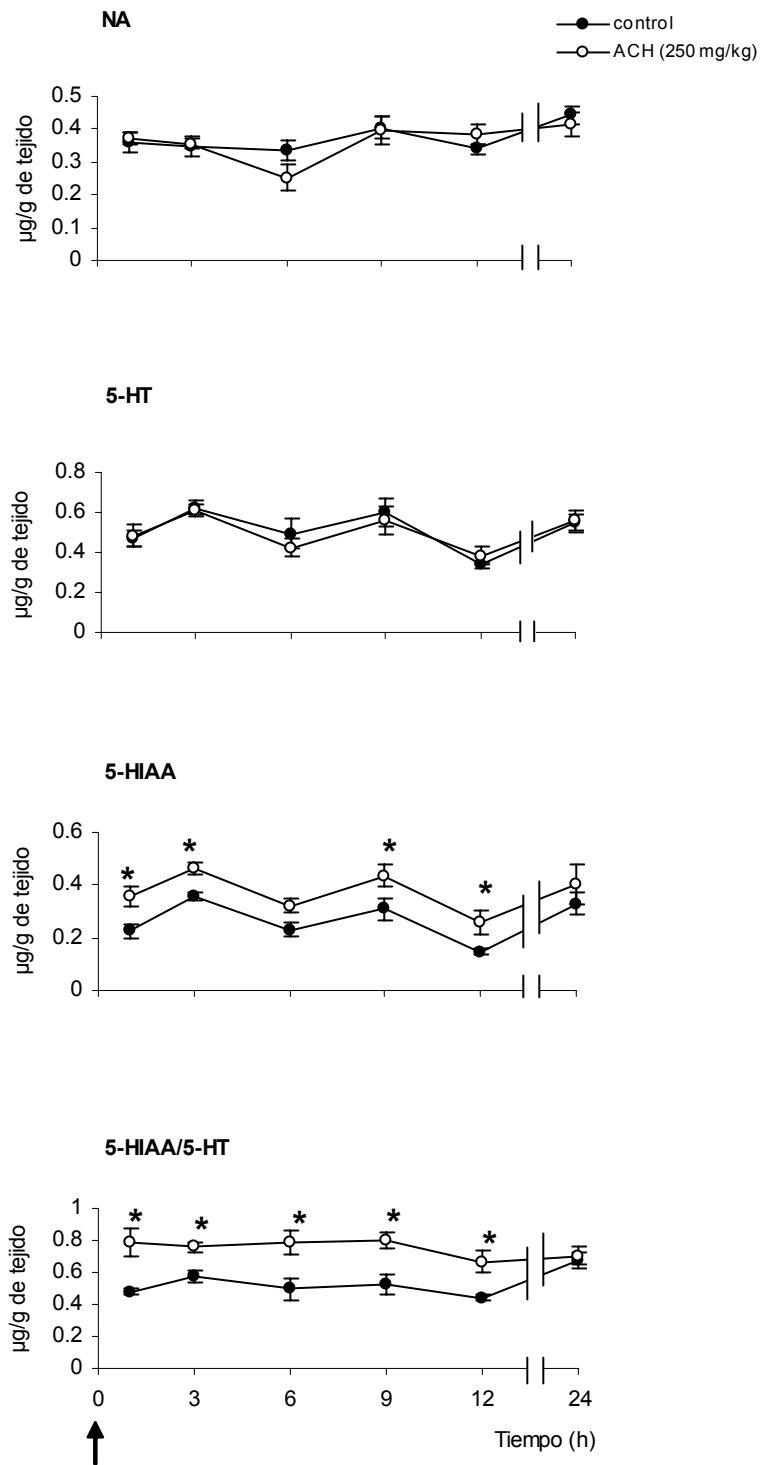 NA
control
ACH (250 mg/kg)
0.5
0.4
0.3
0.2
0.1
0
µg/g de tejido
5-HT
0.8
0.6
0.4
0.2
0
µg/g de tejido
5-HIAA
0.6
0.4
0.2
0
µg/g de tejido
* * * *
5-HIAA/5-HT
1
0.8
0.6
0.4
0.2
0
µg/g de tejido
* * * * *
0 3 6 9 12 24
Tiempo (h)